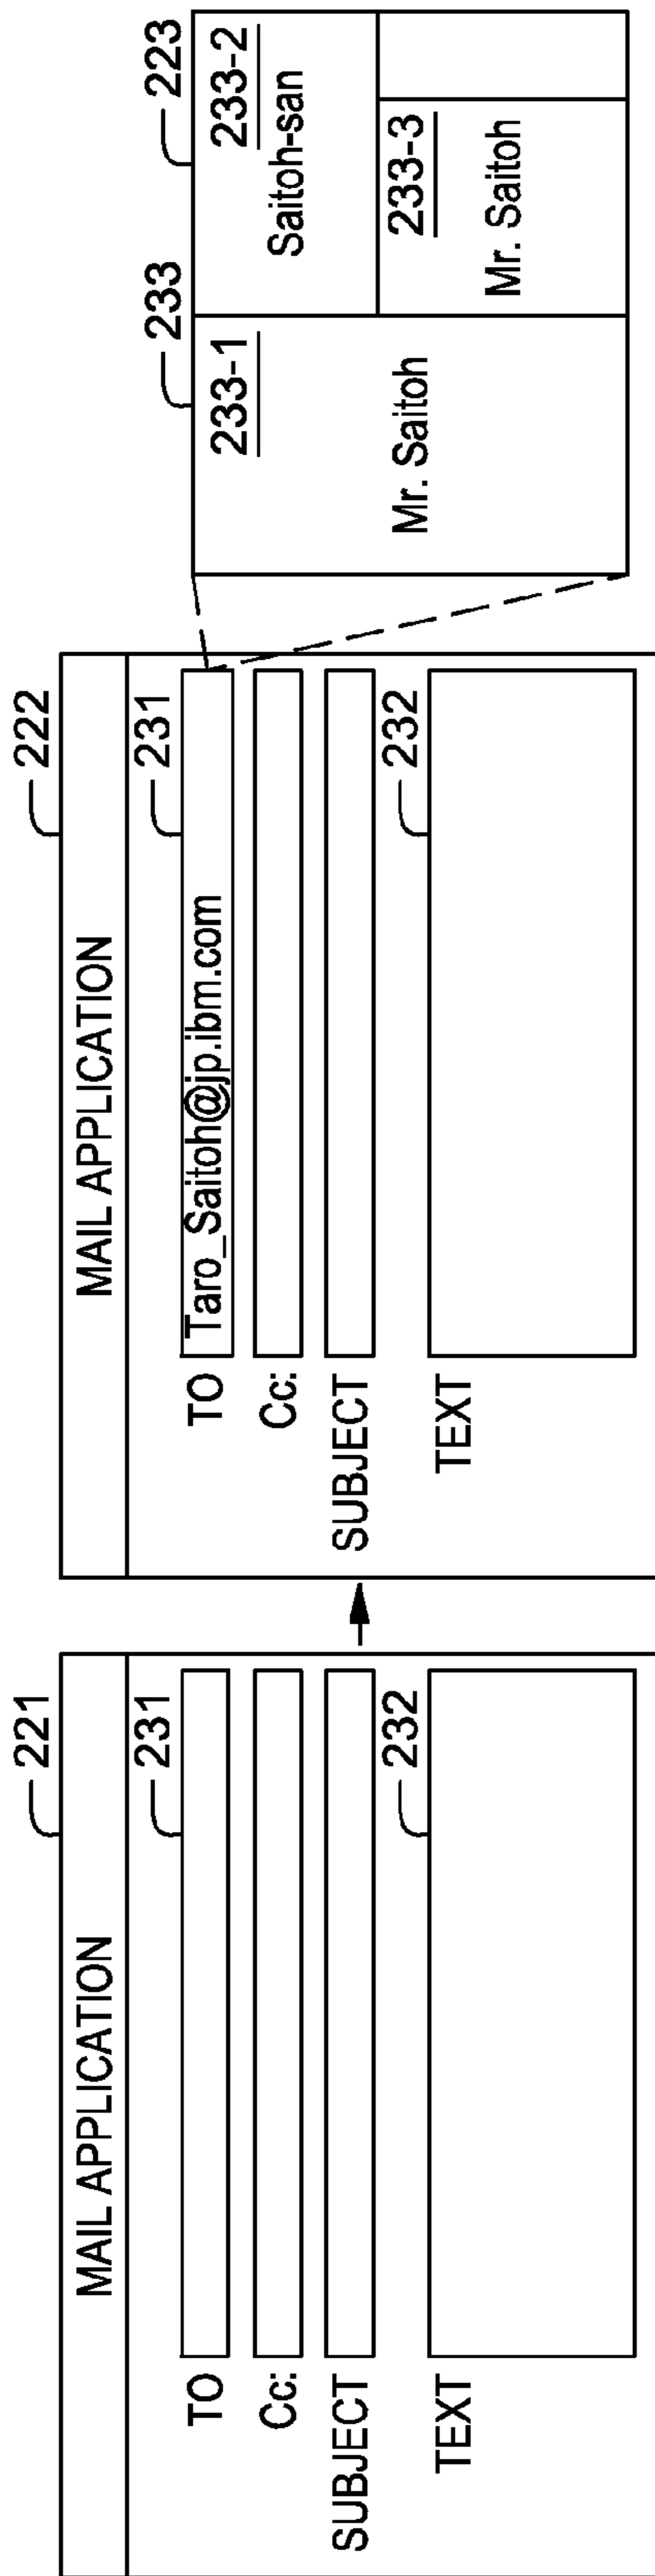 221
MAIL APPLICATION
231
TO
Cc:
SUBJECT
232
TEXT
222
MAIL APPLICATION
231
TO Taro_Saitoh@jp.ibm.com
Cc:
SUBJECT
232
TEXT
233
223
233-1
Mr. Saitoh
233-2
Saitoh-san
233-3
Mr. Saitoh